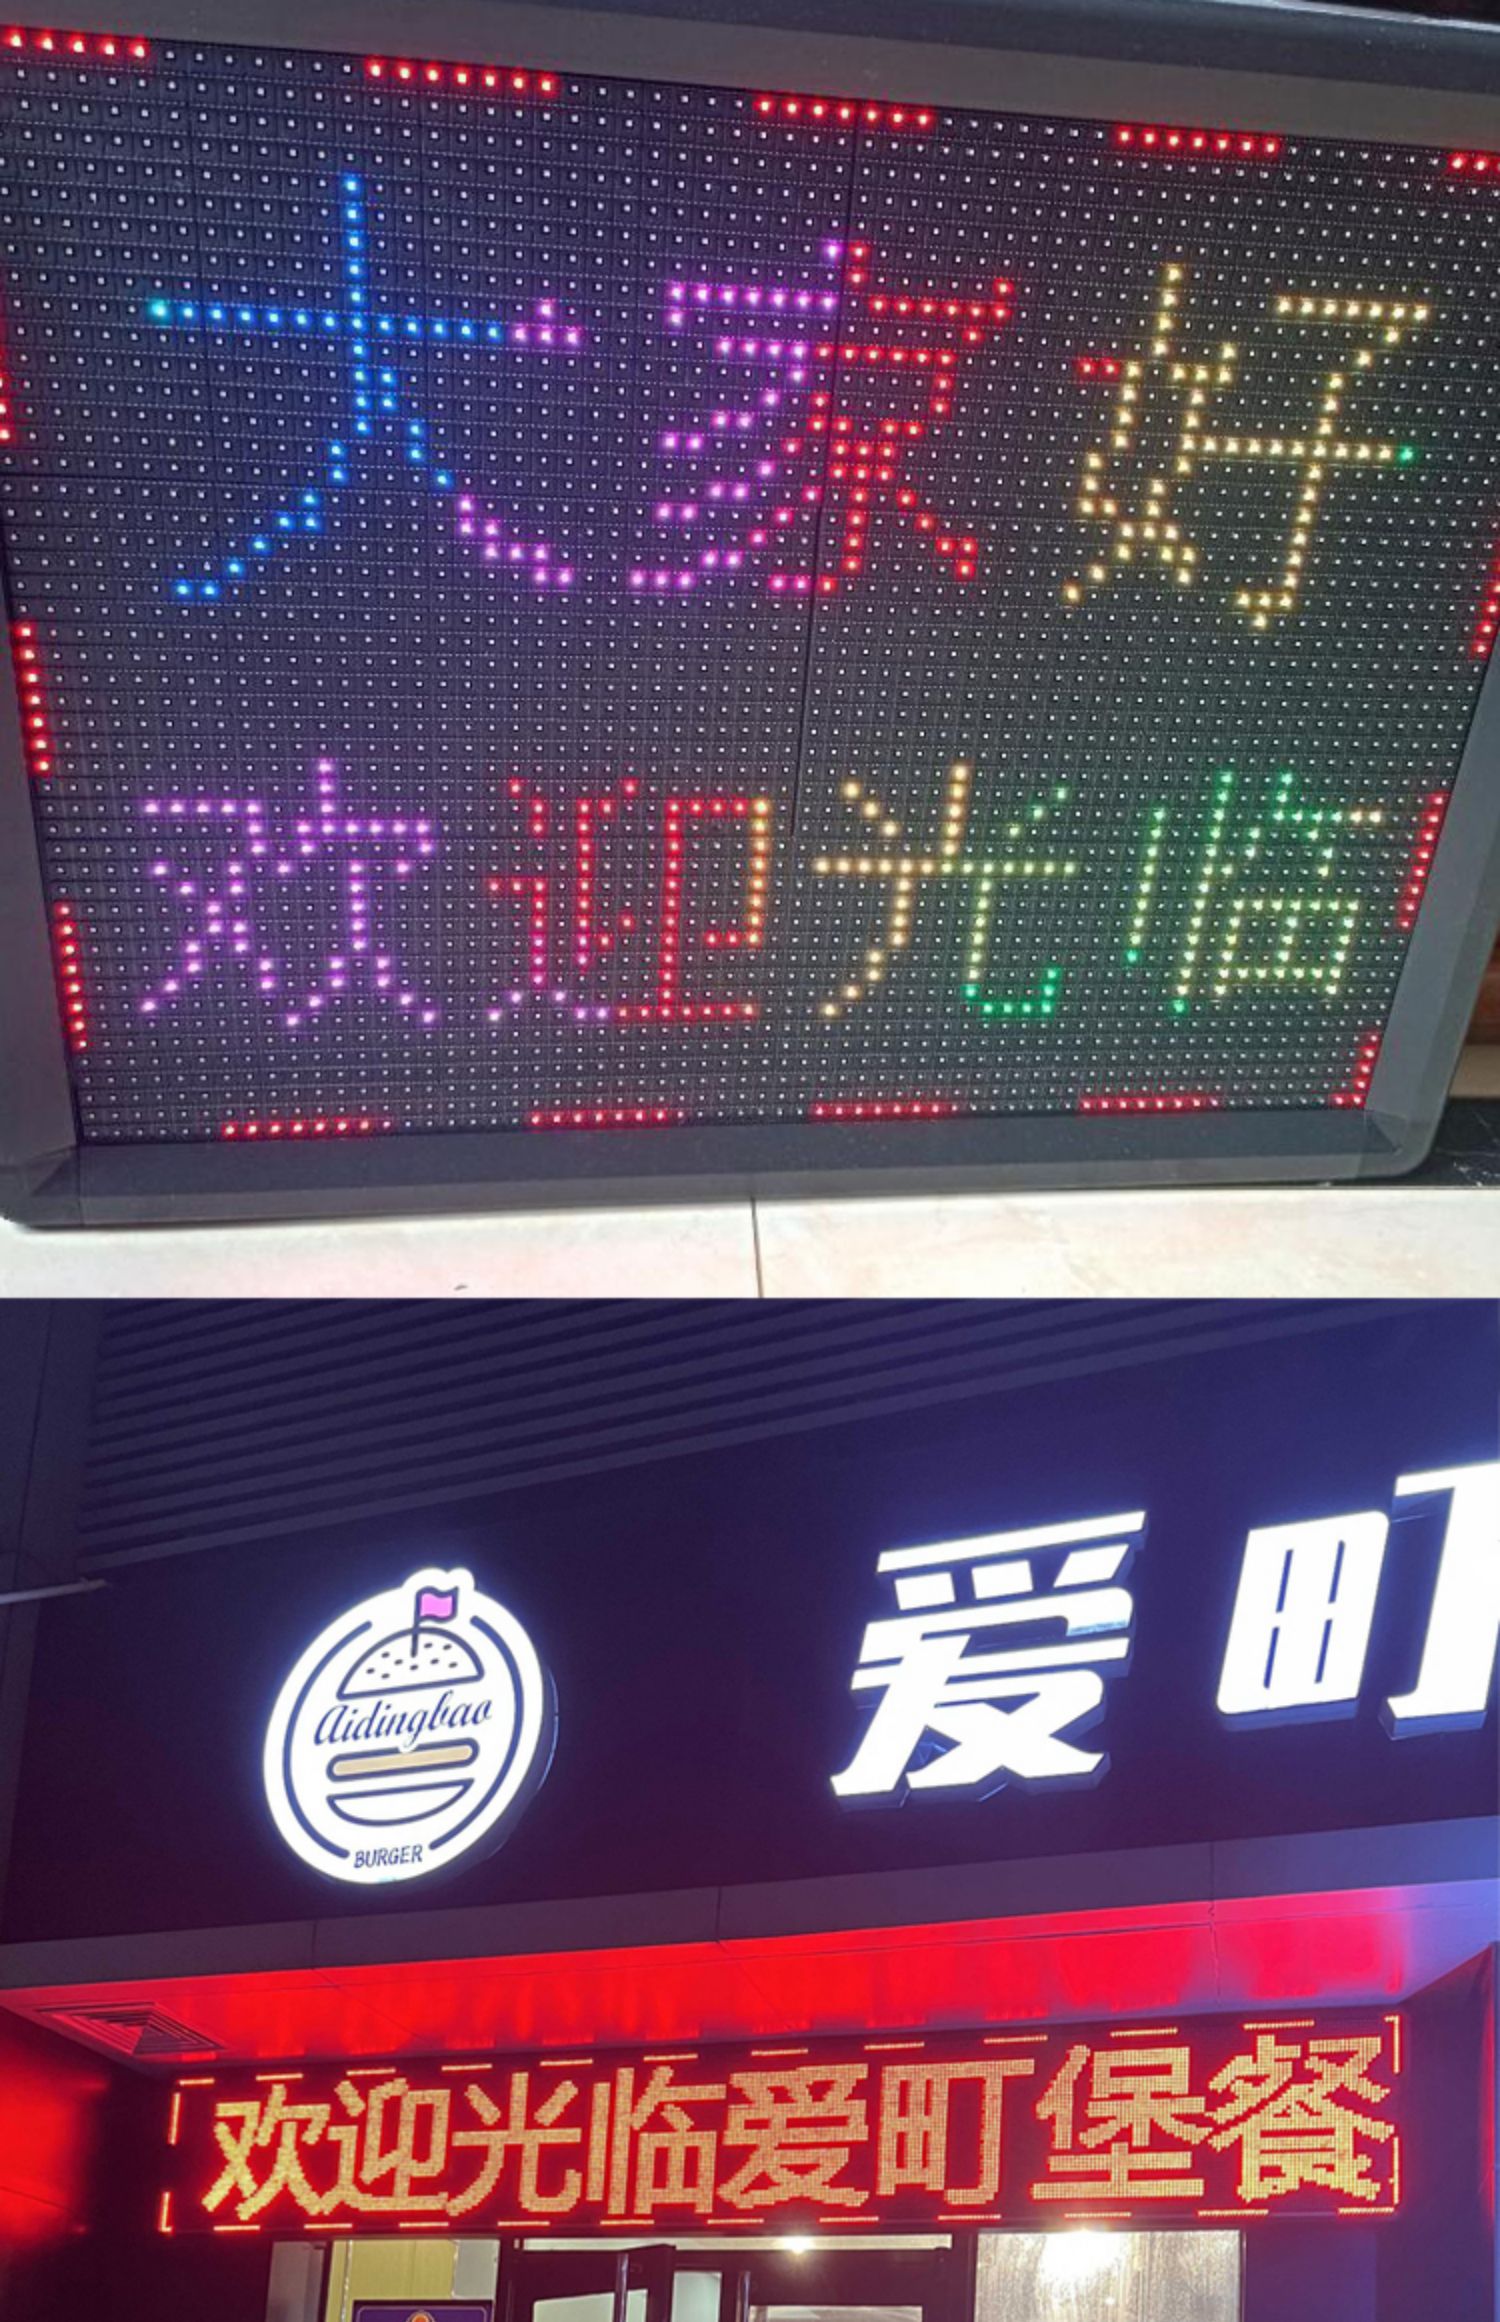 大家好
欢迎光临
爱町
Aidingbao
BURGER
欢迎光临爱町堡餐